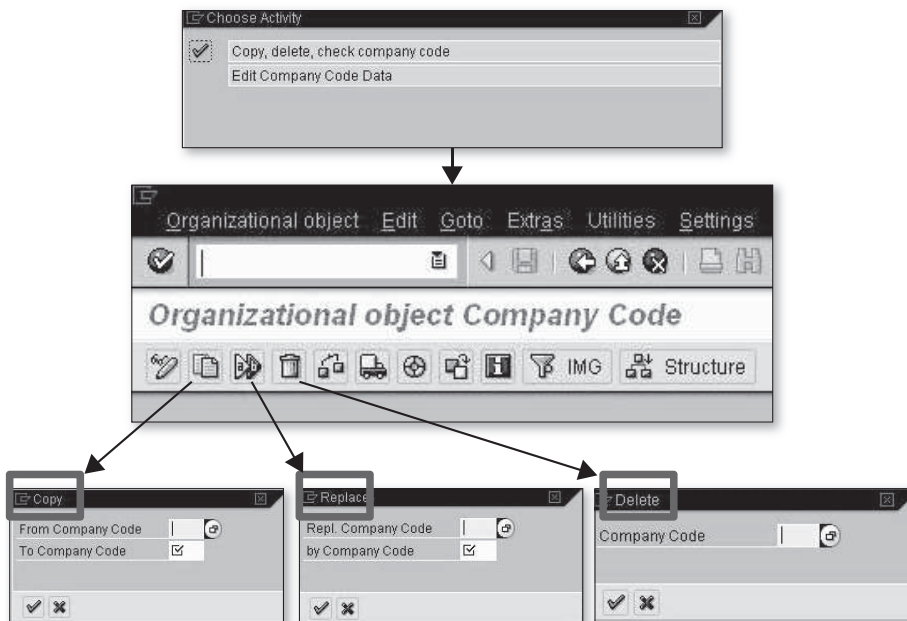 Choose Activity
Copy, delete, check company code
Edit Company Code Data
Organizational object Edit Goto Extras Utilities Settings
Organizational object Company Code
IMG Structure
Copy
From Company Code
To Company Code
Replace
Repl. Company Code
by Company Code
Delete
Company Code